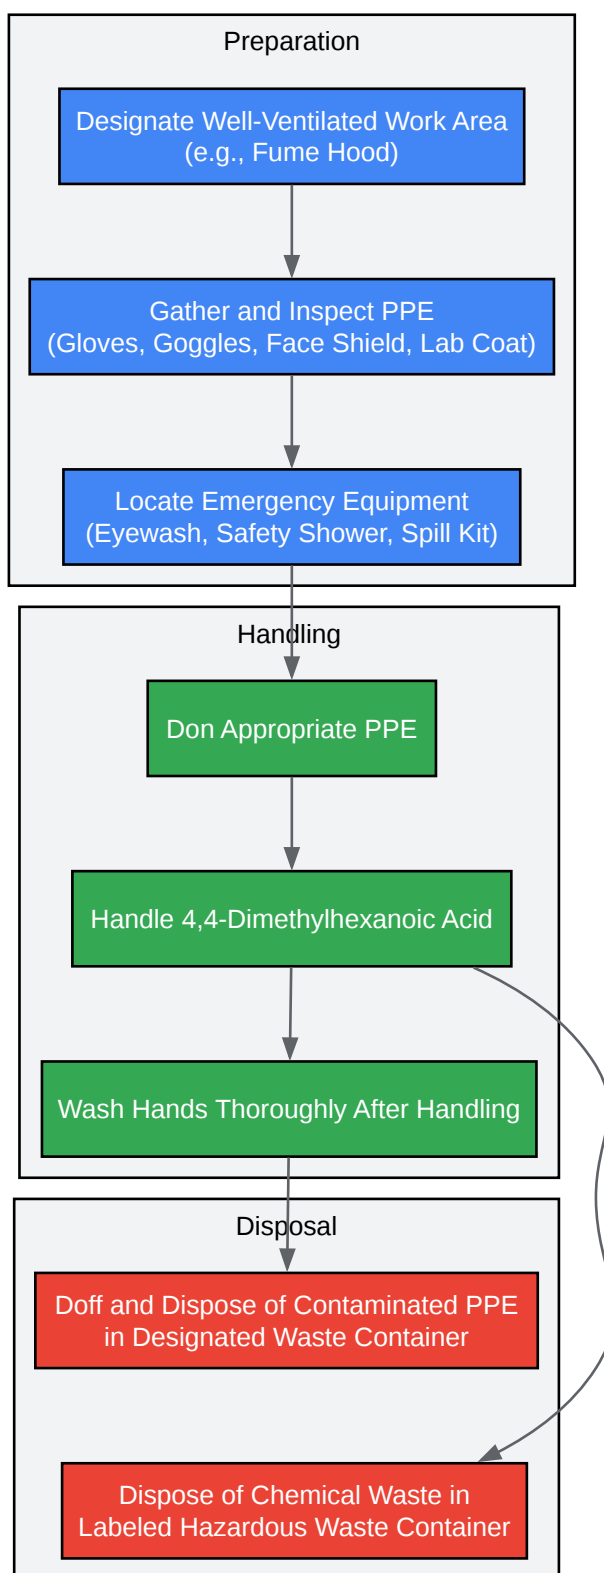 Preparation
Designate Well-Ventilated Work Area
(e.g., Fume Hood)
Gather and Inspect PPE
(Gloves, Goggles, Face Shield, Lab Coat)
Locate Emergency Equipment
(Eyewash, Safety Shower, Spill Kit)
Handling
Don Appropriate PPE
Handle 4,4-Dimethylhexanoic Acid
Wash Hands Thoroughly After Handling
Disposal
Doff and Dispose of Contaminated PPE
in Designated Waste Container
Dispose of Chemical Waste in
Labeled Hazardous Waste Container